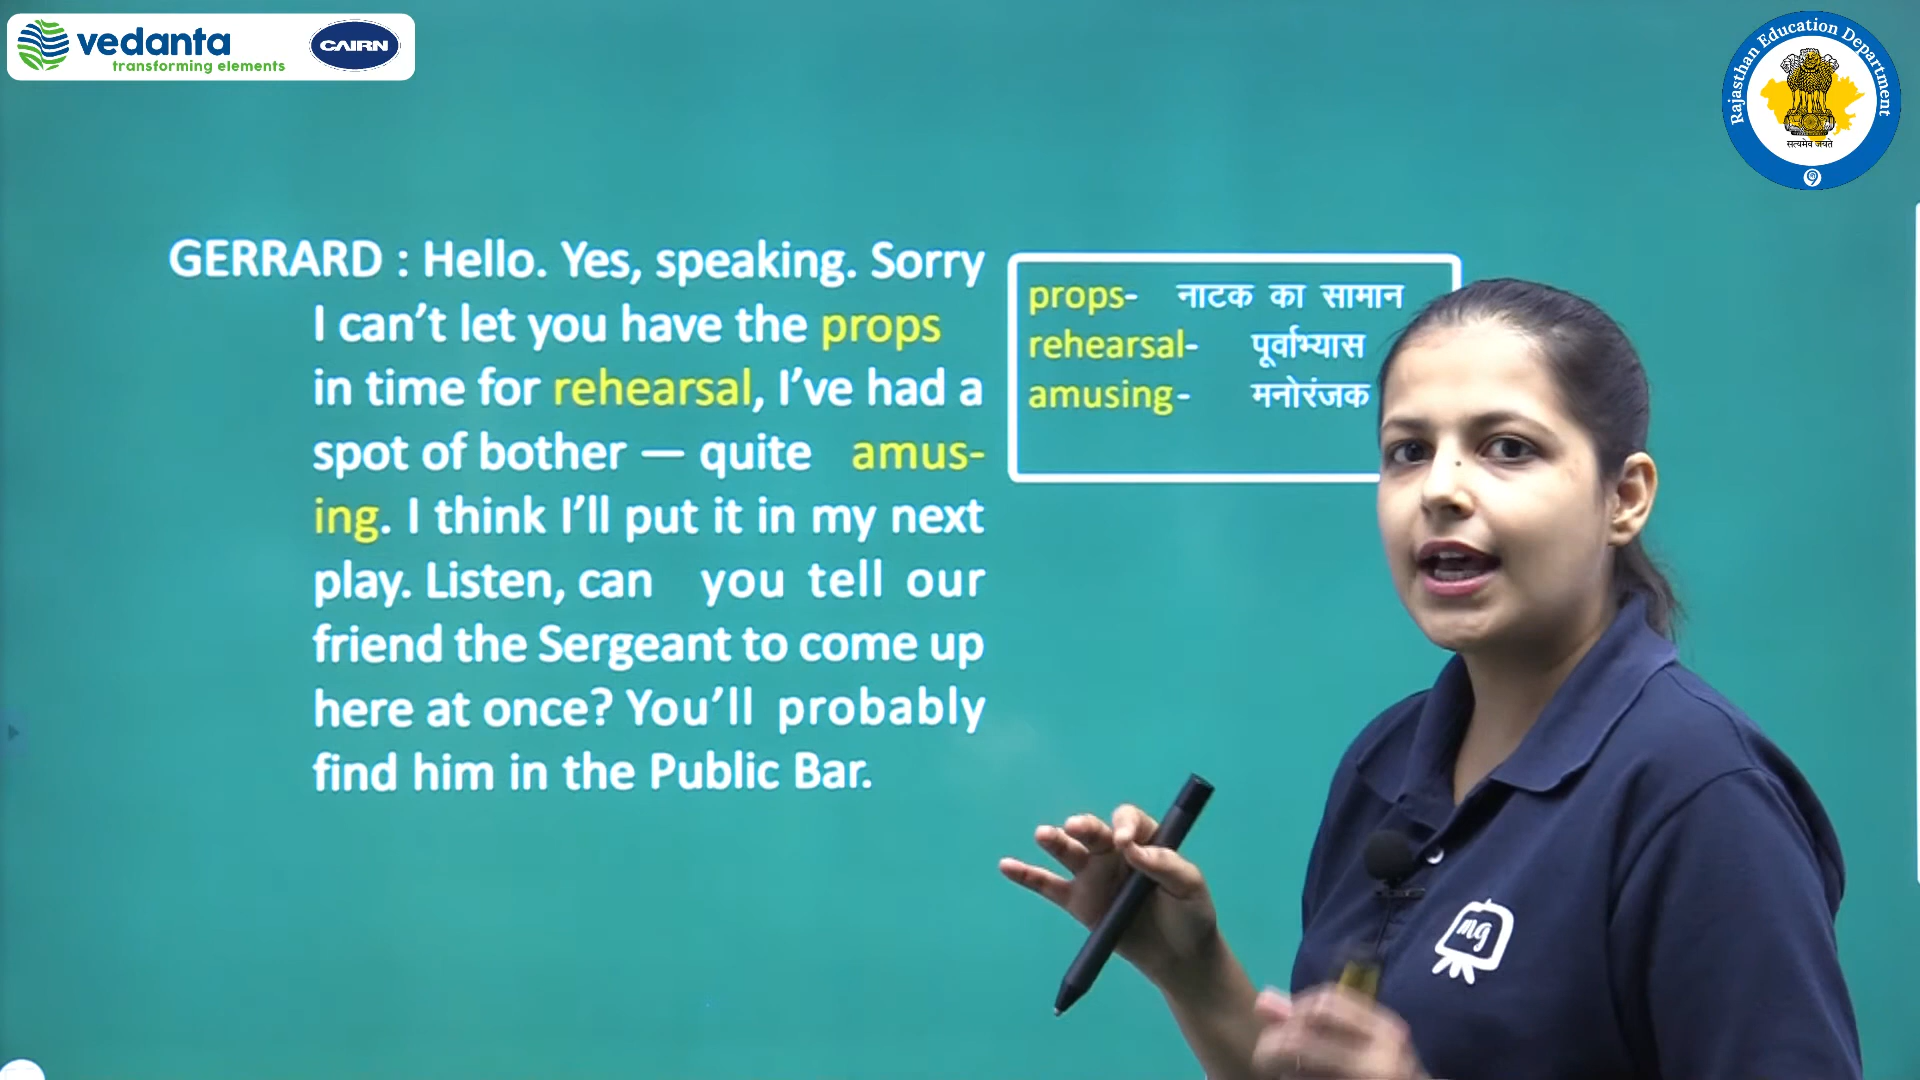 vedanta
transforming elements
CAIRN
Rajasthan Education Department
सत्यमेव जयते
GERRARD : Hello. Yes, speaking. Sorry
I can’t let you have the props
in time for rehearsal, I’ve had a
spot of bother — quite amus-
ing. I think I’ll put it in my next
play. Listen, can you tell our
friend the Sergeant to come up
here at once? You’ll probably
find him in the Public Bar.
props- नाटक का सामान
rehearsal- पूर्वाभ्यास
amusing- मनोरंजक
mg